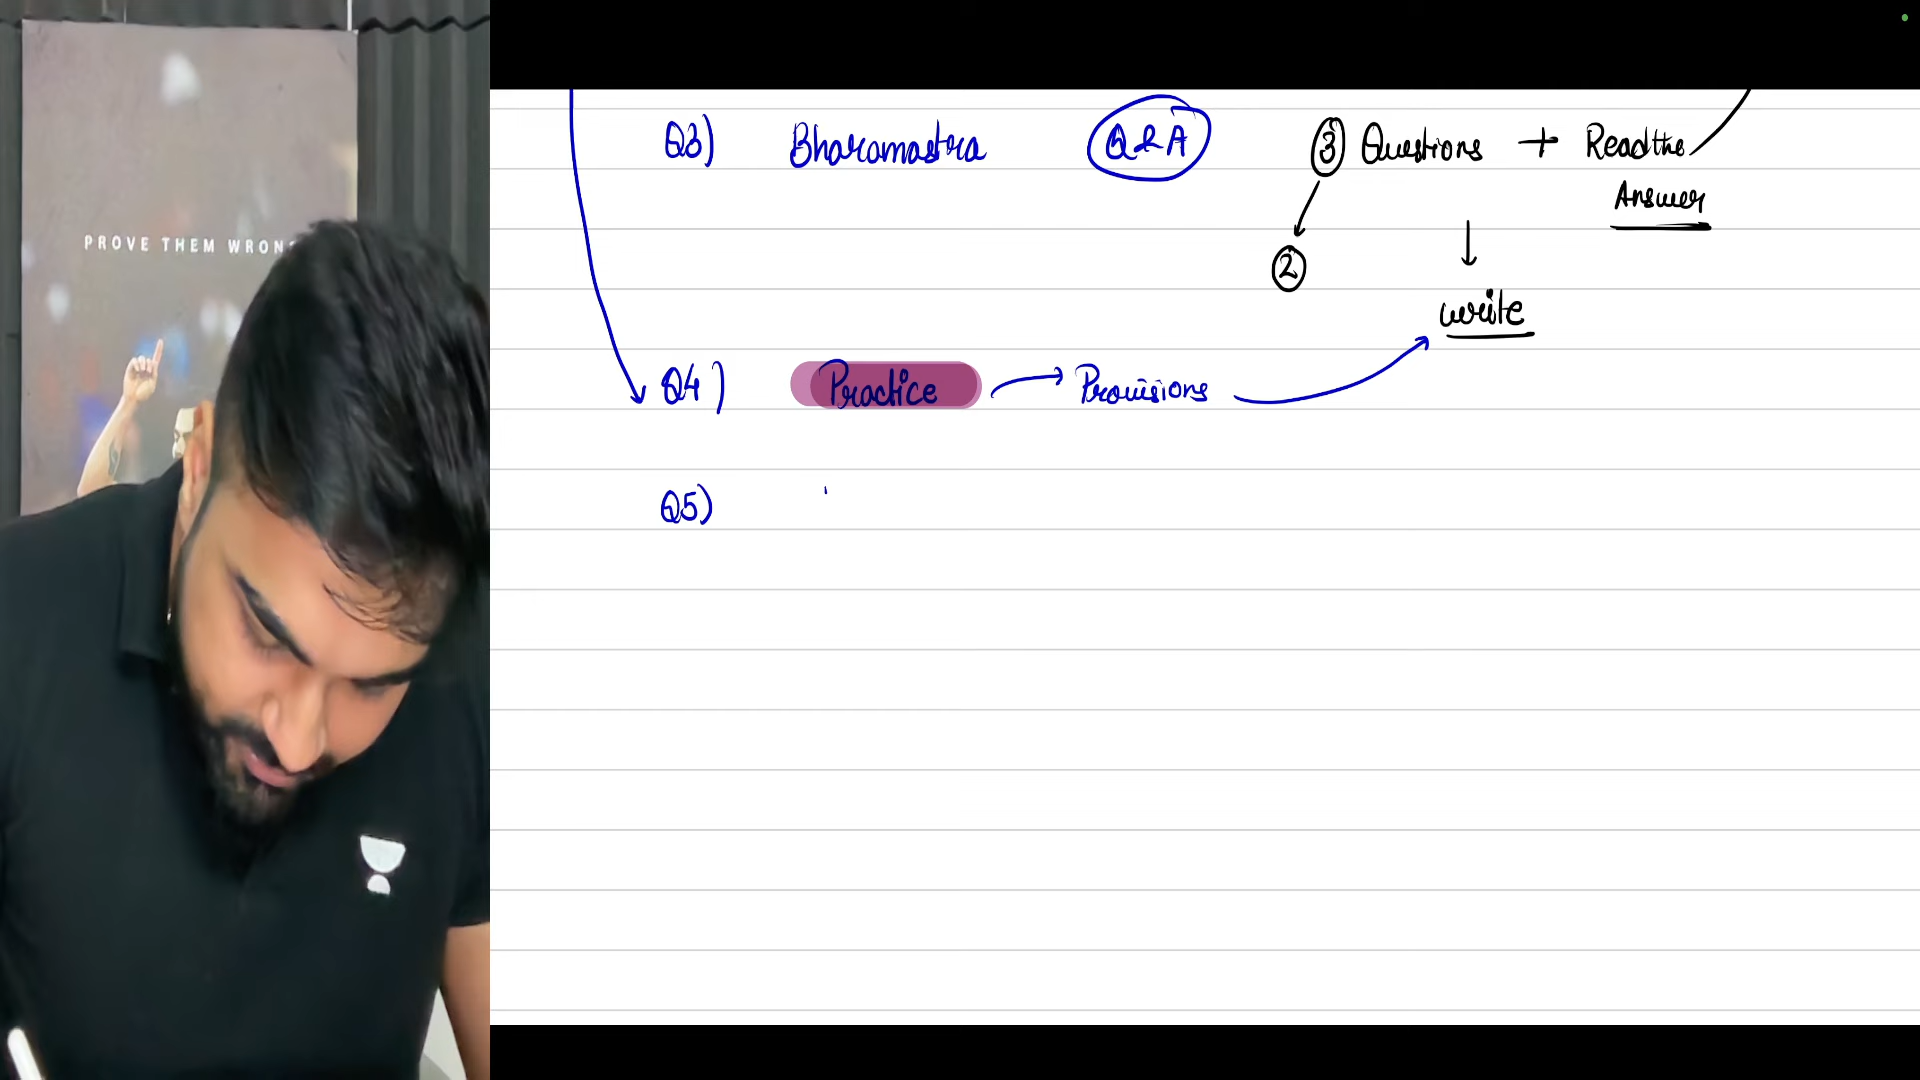 PROVE THEM WRONG
Q3) Bharamastra Q&A 3 Questions + Read the
Answer
2
write
Q4) Practice Provisions
Q5)